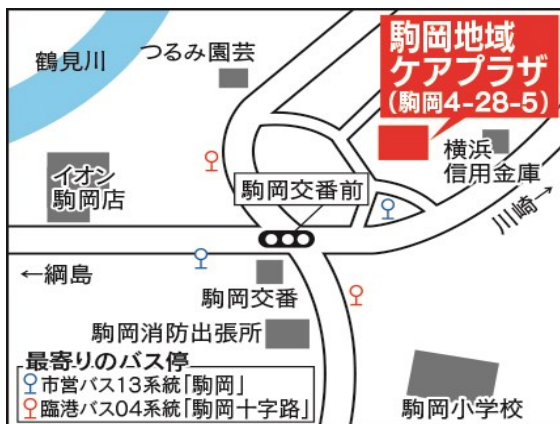 鶴見川
つるみ園芸
駒岡地域
ケアプラザ
(駒岡4-28-5)
イオン
駒岡店
駒岡交番前
横浜
信用金庫
川崎→
←綱島
駒岡交番
駒岡消防出張所
駒岡小学校
最寄りのバス停
市営バス13系統「駒岡」
臨港バス04系統「駒岡十字路」